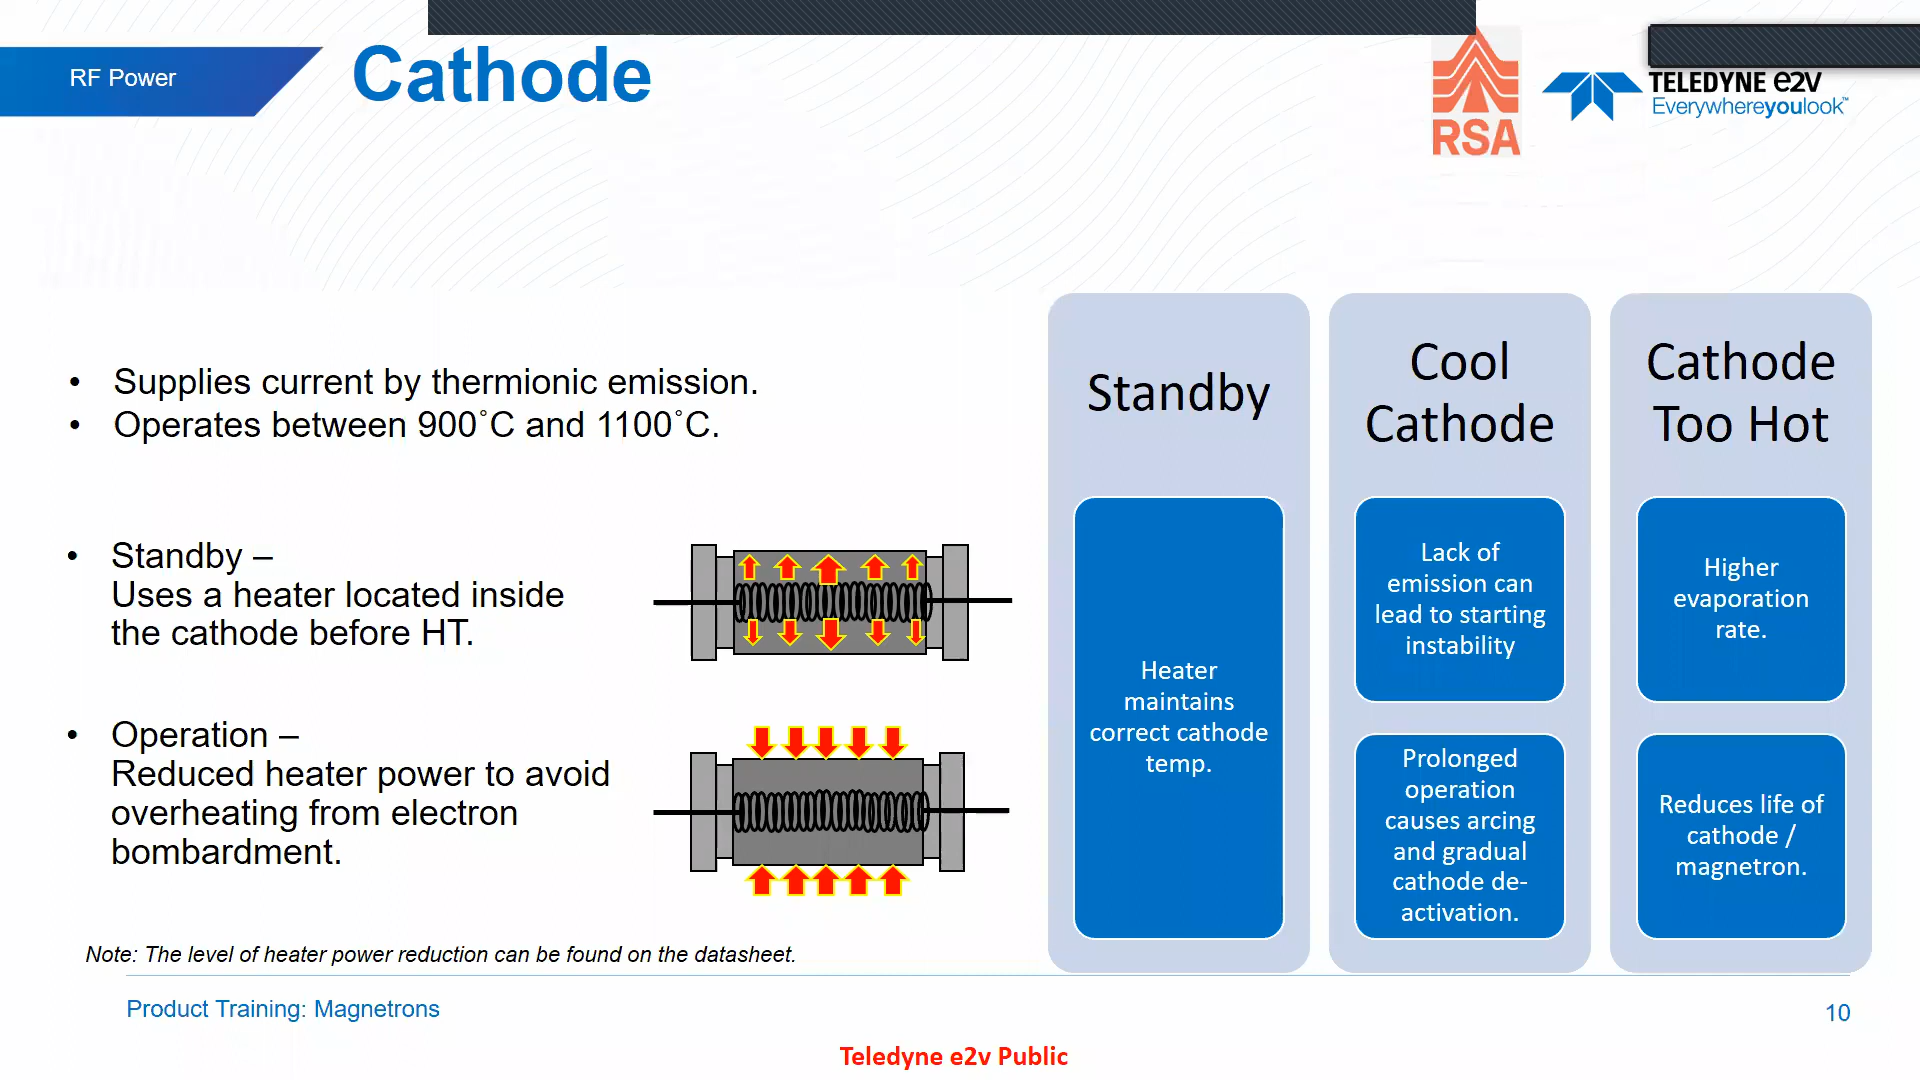 RF Power
Cathode
RSA
TELEDYNE e2v
Everywhereyoulook™
• Supplies current by thermionic emission.
• Operates between 900˚C and 1100˚C.
• Standby –
Uses a heater located inside
the cathode before HT.
• Operation –
Reduced heater power to avoid
overheating from electron
bombardment.
Note: The level of heater power reduction can be found on the datasheet.
Standby
Heater
maintains
correct cathode
temp.
Cool
Cathode
Lack of
emission can
lead to starting
instability
Prolonged
operation
causes arcing
and gradual
cathode de-
activation.
Cathode
Too Hot
Higher
evaporation
rate.
Reduces life of
cathode /
magnetron.
Product Training: Magnetrons
10
Teledyne e2v Public